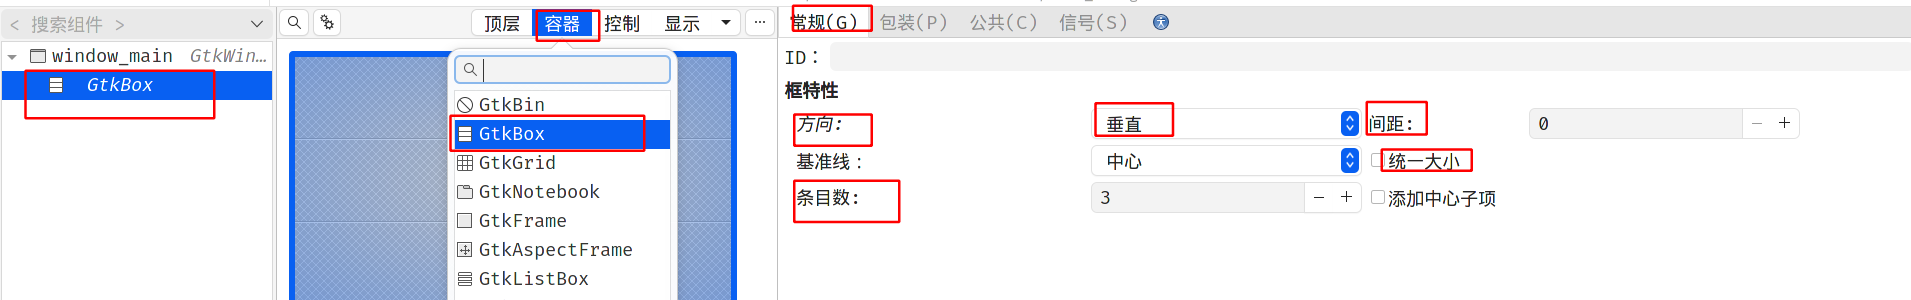 < 搜索组件 >
window_main GtkWin…
GtkBox
顶层 容器 控制 显示 …
GtkBin
GtkBox
GtkGrid
GtkNotebook
GtkFrame
GtkAspectFrame
GtkListBox
常规(G) 包装(P) 公共(C) 信号(S)
ID：
框特性
方向: 垂直 间距: 0 − +
基准线： 中心 统一大小
条目数: 3 − + 添加中心子项